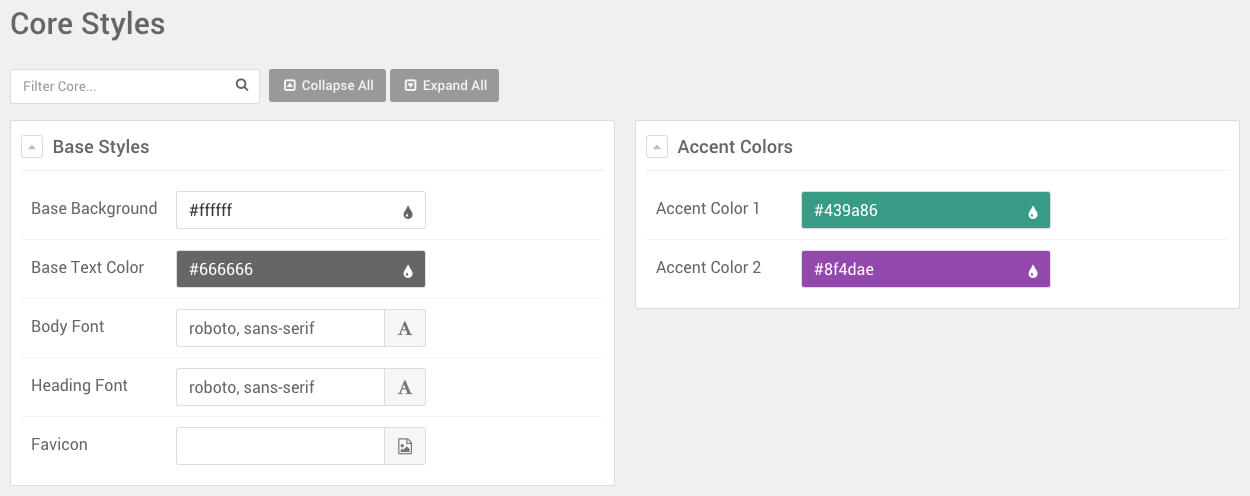 Core Styles
Filter Core...
Collapse All
Expand All
Base Styles
Base Background
#ffffff
Base Text Color
#666666
Body Font
roboto, sans-serif
Heading Font
roboto, sans-serif
Favicon
Accent Colors
Accent Color 1
#439a86
Accent Color 2
#8f4dae